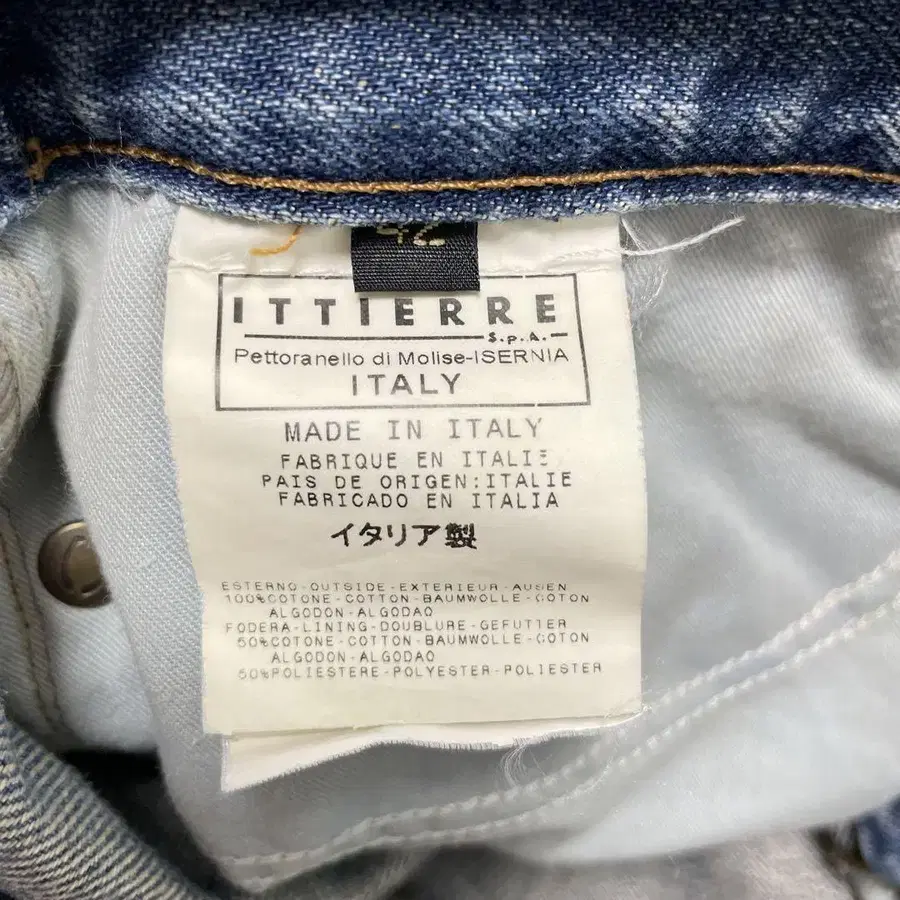 42
ITTIERRE
S.p.A.
Pettoranello di Molise-ISERNIA
ITALY
MADE IN ITALY
FABRIQUE EN ITALIE
PAIS DE ORIGEN:ITALIE
FABRICADO EN ITALIA
イタリア製
ESTERNO-OUTSIDE-EXTERIEUR-AUSEN
100%COTONE-COTTON-BAUMWOLLE-COTON
ALGODON-ALGODAO
FODERA-LINING-DOUBLURE-GEFUTTER
50%COTONE-COTTON-BAUMWOLLE-COTON
ALGODON-ALGODAO
50%POLIESTERE-POLYESTER-POLIESTER